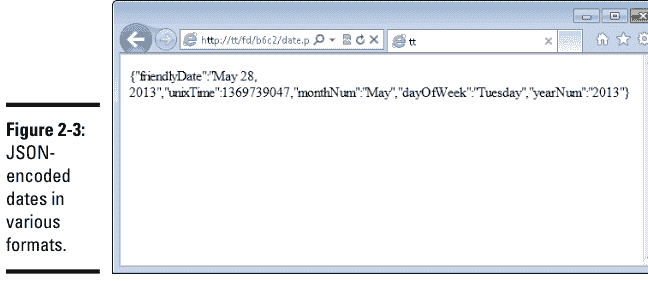 Figure 2-3:
JSON-
encoded
dates in
various
formats.
http://tt/fd/b6c2/date.p
tt
{"friendlyDate":"May 28,
2013","unixTime":1369739047,"monthNum":"May","dayOfWeek":"Tuesday","yearNum":"2013"}